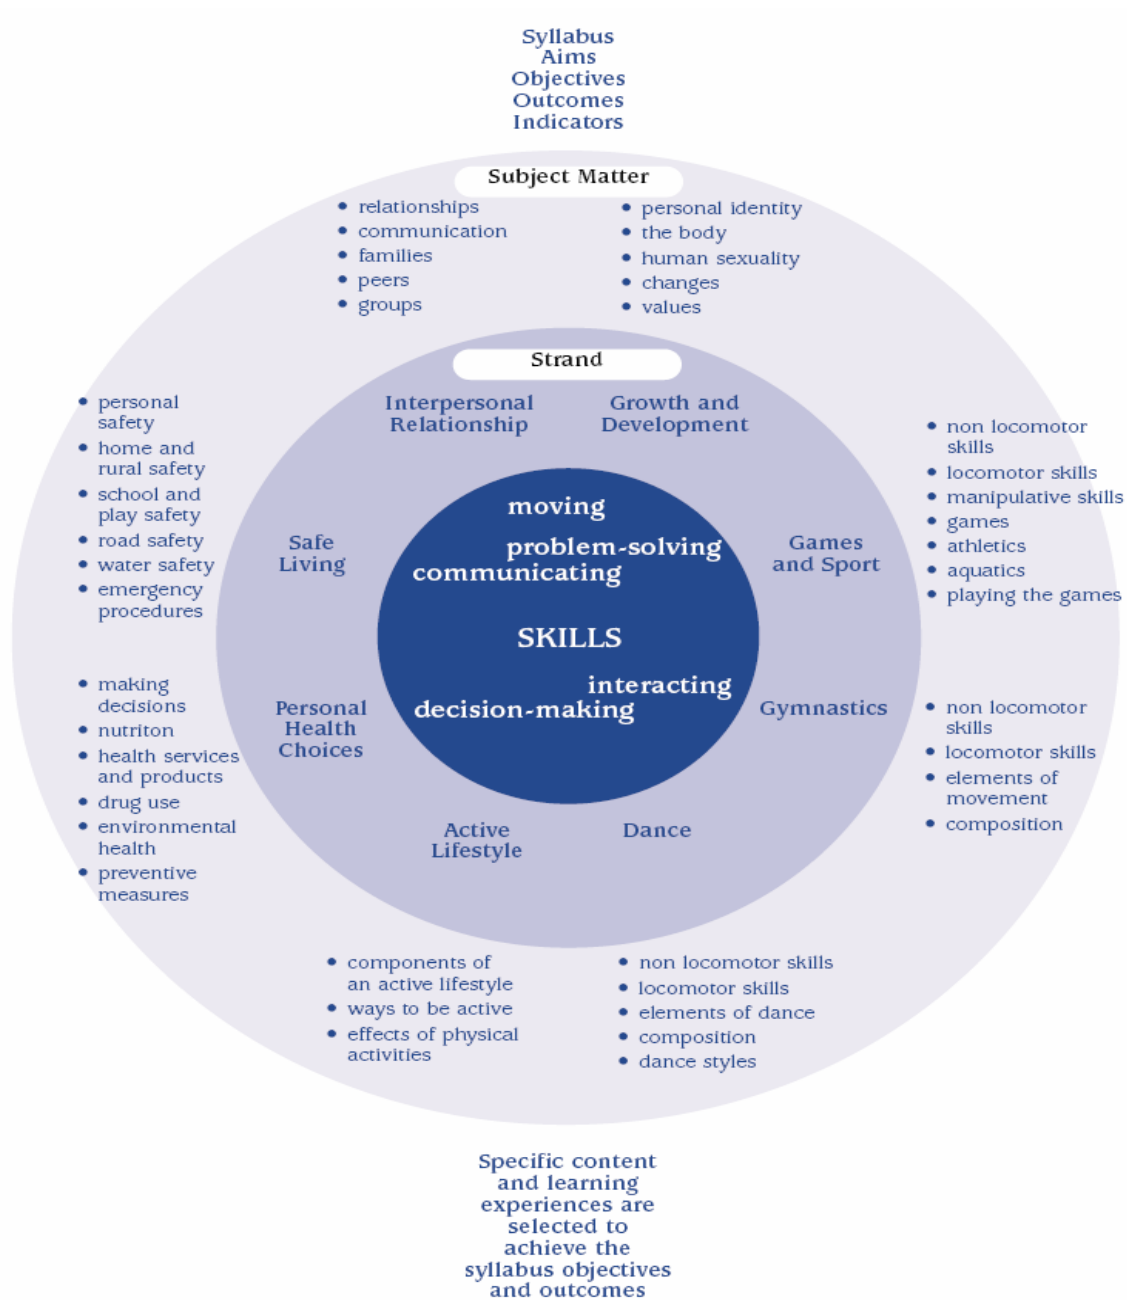 Syllabus
Aims
Objectives
Outcomes
Indicators
Subject Matter
• relationships
• communication
• families
• peers
• groups
• personal identity
• the body
• human sexuality
• changes
• values
Strand
Interpersonal
Relationship
Growth and
Development
• personal
safety
• home and
rural safety
• school and
play safety
• road safety
• water safety
• emergency
procedures
Safe
Living
moving
problem-solving
communicating
SKILLS
interacting
decision-making
Games
and Sport
• non locomotor
skills
• locomotor skills
• manipulative skills
• games
• athletics
• aquatics
• playing the games
• making
decisions
• nutriton
• health services
and products
• drug use
• environmental
health
• preventive
measures
Personal
Health
Choices
Gymnastics
• non locomotor
skills
• locomotor skills
• elements of
movement
• composition
Active
Lifestyle
Dance
• components of
an active lifestyle
• ways to be active
• effects of physical
activities
• non locomotor skills
• locomotor skills
• elements of dance
• composition
• dance styles
Specific content
and learning
experiences are
selected to
achieve the
syllabus objectives
and outcomes